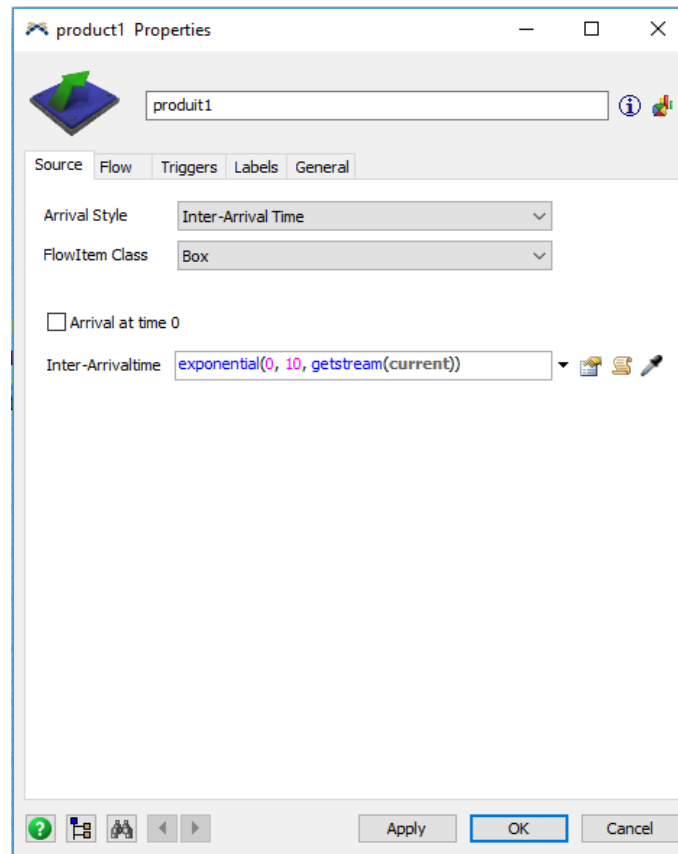 product1 Properties
produit1
Source Flow Triggers Labels General
Arrival Style Inter-Arrival Time
FlowItem Class Box
Arrival at time 0
Inter-Arrivaltime exponential(0, 10, getstream(current))
Apply OK Cancel